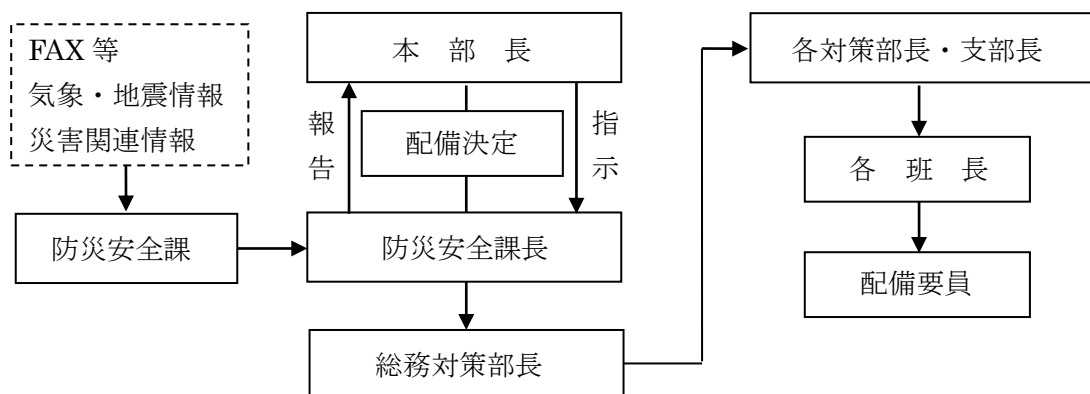 FAX 等
気象・地震情報
災害関連情報
防災安全課
本 部 長
報告
配備決定
指示
防災安全課長
総務対策部長
各対策部長・支部長
各 班 長
配備要員